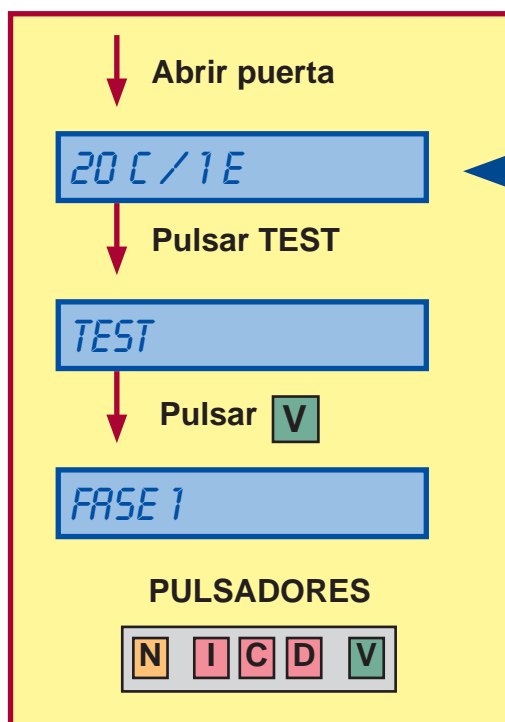 Abrir puerta
20 C / 1 E
Pulsar TEST
TEST
Pulsar V
FASE 1
PULSADORES
N I C D V